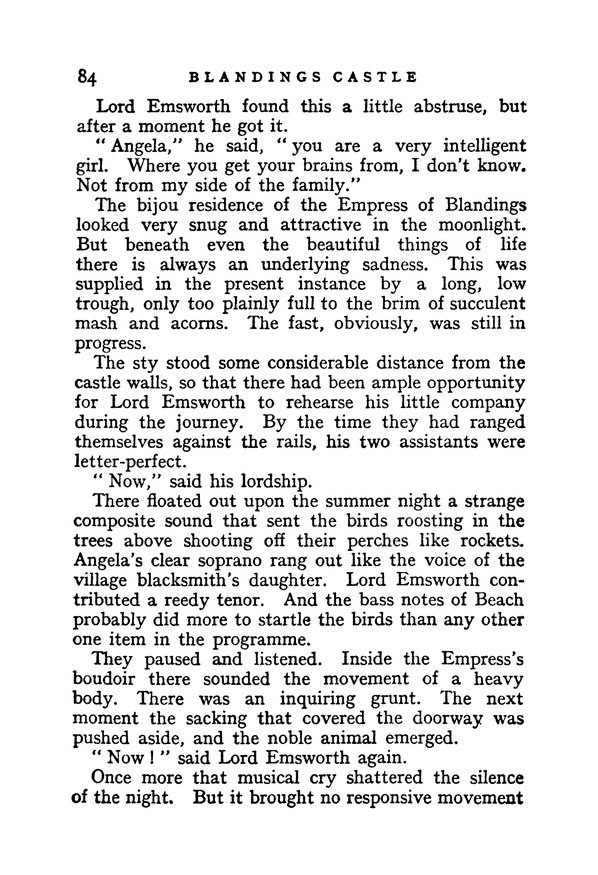 84 BLANDINGS CASTLE
Lord Emsworth found this a little abstruse, but
after a moment he got it.
" Angela," he said, " you are a very intelligent
girl. Where you get your brains from, I don't know.
Not from my side of the family."
The bijou residence of the Empress of Blandings
looked very snug and attractive in the moonlight.
But beneath even the beautiful things of life
there is always an underlying sadness. This was
supplied in the present instance by a long, low
trough, only too plainly full to the brim of succulent
mash and acorns. The fast, obviously, was still in
progress.
The sty stood some considerable distance from the
castle walls, so that there had been ample opportunity
for Lord Emsworth to rehearse his little company
during the journey. By the time they had ranged
themselves against the rails, his two assistants were
letter-perfect.
" Now," said his lordship.
There floated out upon the summer night a strange
composite sound that sent the birds roosting in the
trees above shooting off their perches like rockets.
Angela's clear soprano rang out like the voice of the
village blacksmith's daughter. Lord Emsworth con-
tributed a reedy tenor. And the bass notes of Beach
probably did more to startle the birds than any other
one item in the programme.
They paused and listened. Inside the Empress's
boudoir there sounded the movement of a heavy
body. There was an inquiring grunt. The next
moment the sacking that covered the doorway was
pushed aside, and the noble animal emerged.
" Now ! " said Lord Emsworth again.
Once more that musical cry shattered the silence
of the night. But it brought no responsive movement